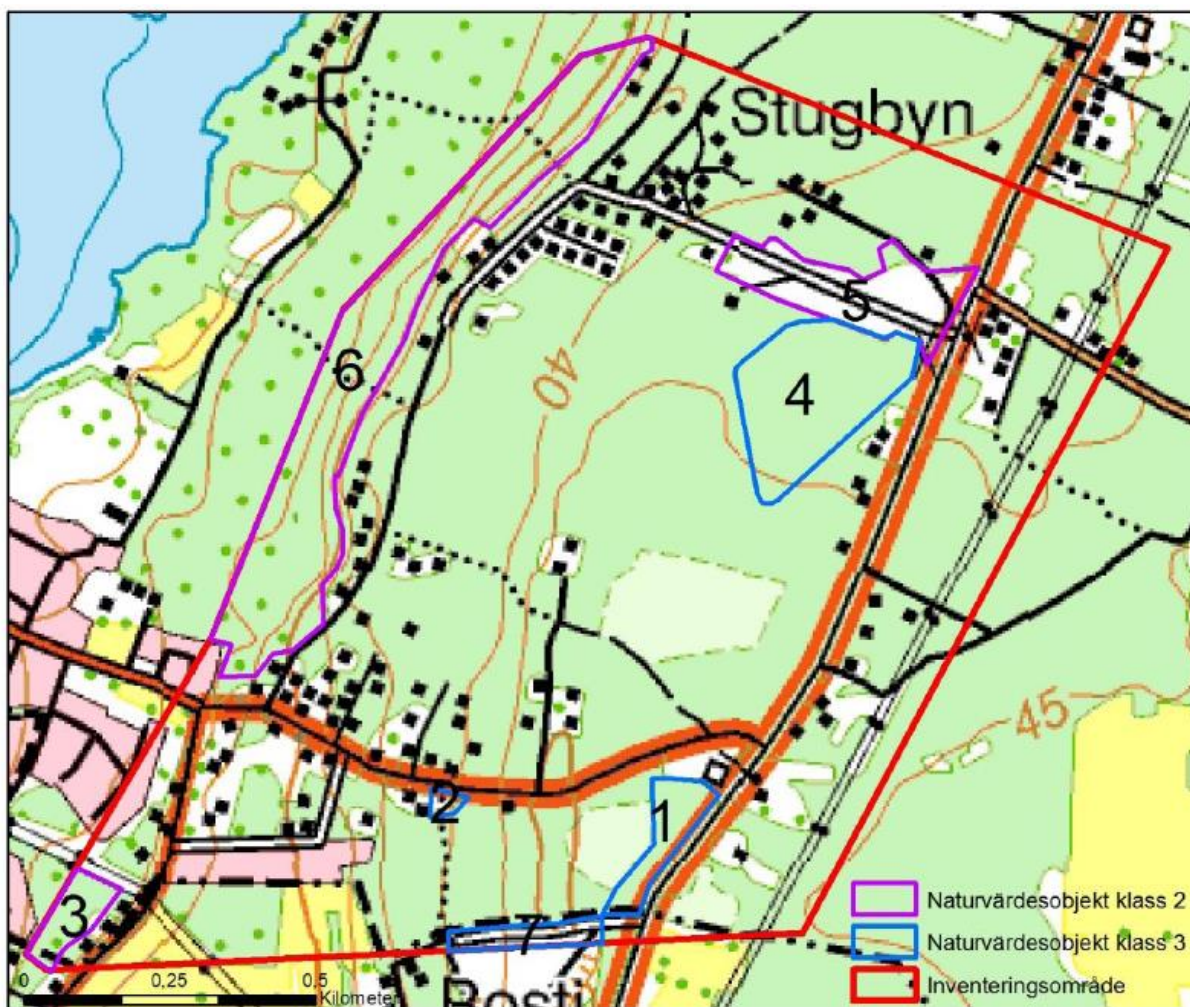 Stugbyn
5
6
40
4
45
2
1
3
7
Naturvärdesobjekt klass 2
Naturvärdesobjekt klass 3
Inventeringsområde
0 0,25 0,5
Kilometer